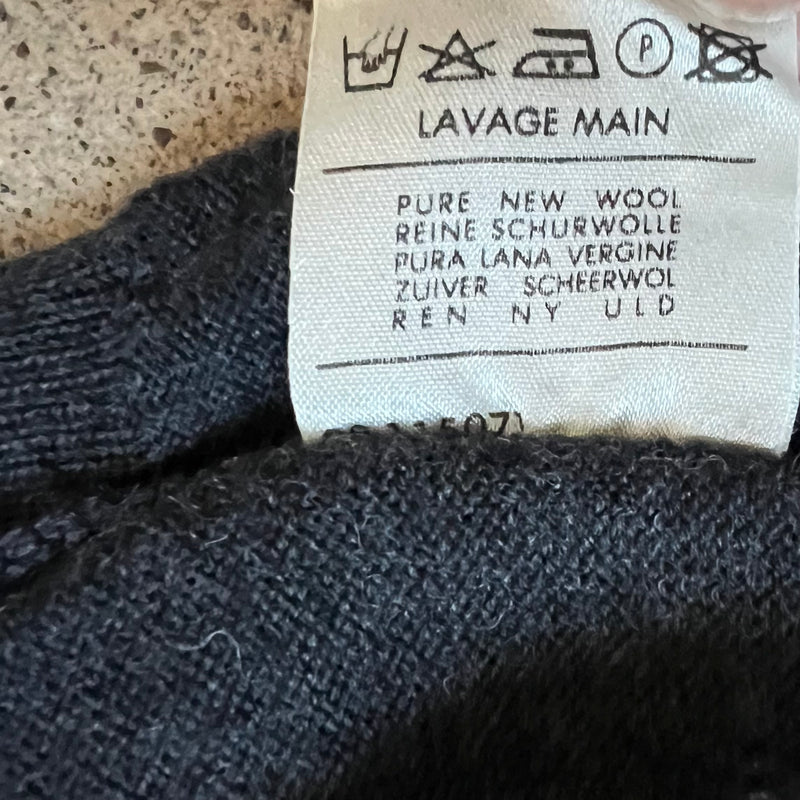 P
LAVAGE MAIN
PURE NEW WOOL
REINE SCHURWOLLE
PURA LANA VERGINE
ZUIVER SCHEERWOL
REN NY ULD